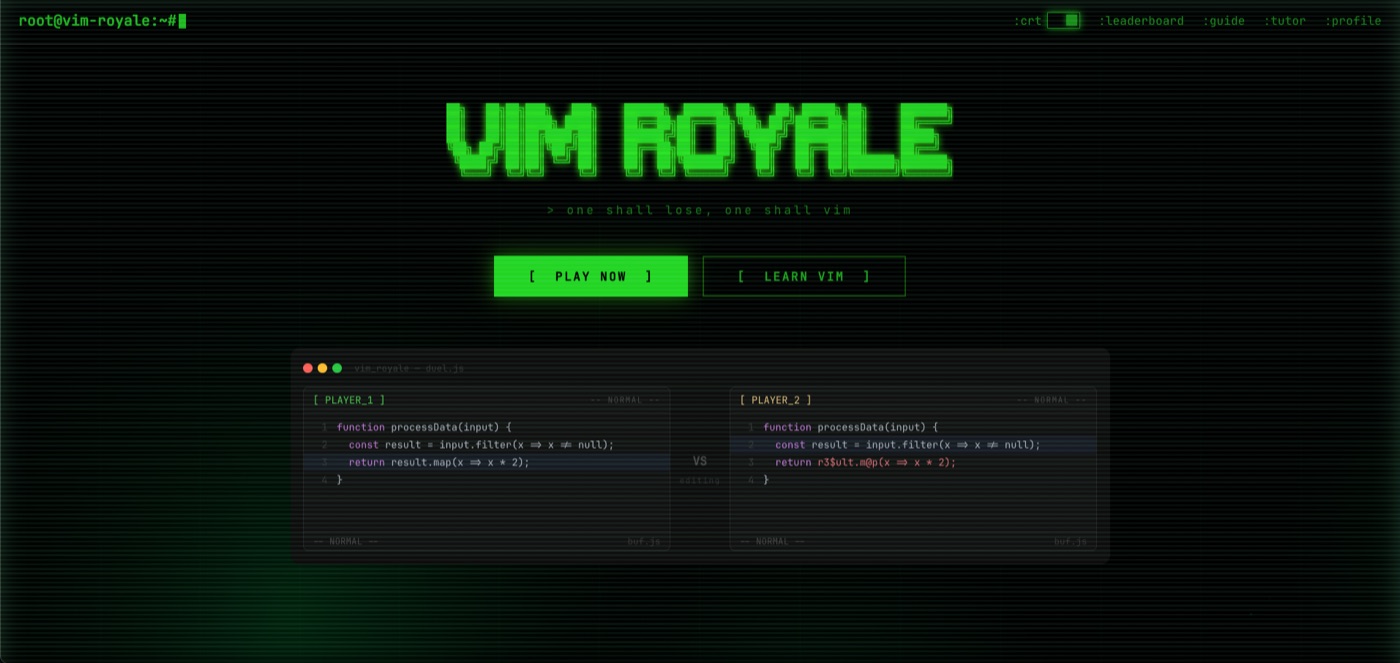 root@vim-royale:~#
:crt :leaderboard :guide :tutor :profile
VIM ROYALE
> one shall lose, one shall vim
[ PLAY NOW ] [ LEARN VIM ]
vim_royale — duel.js
[ PLAYER_1 ] -- NORMAL --
1 function processData(input) {
2 const result = input.filter(x => x != null);
3 return result.map(x => x * 2);
4 }
-- NORMAL -- buf.js
VS
editing
[ PLAYER_2 ] -- NORMAL --
1 function processData(input) {
2 const result = input.filter(x => x != null);
3 return r3$ult.m@p(x => x * 2);
4 }
-- NORMAL -- buf.js